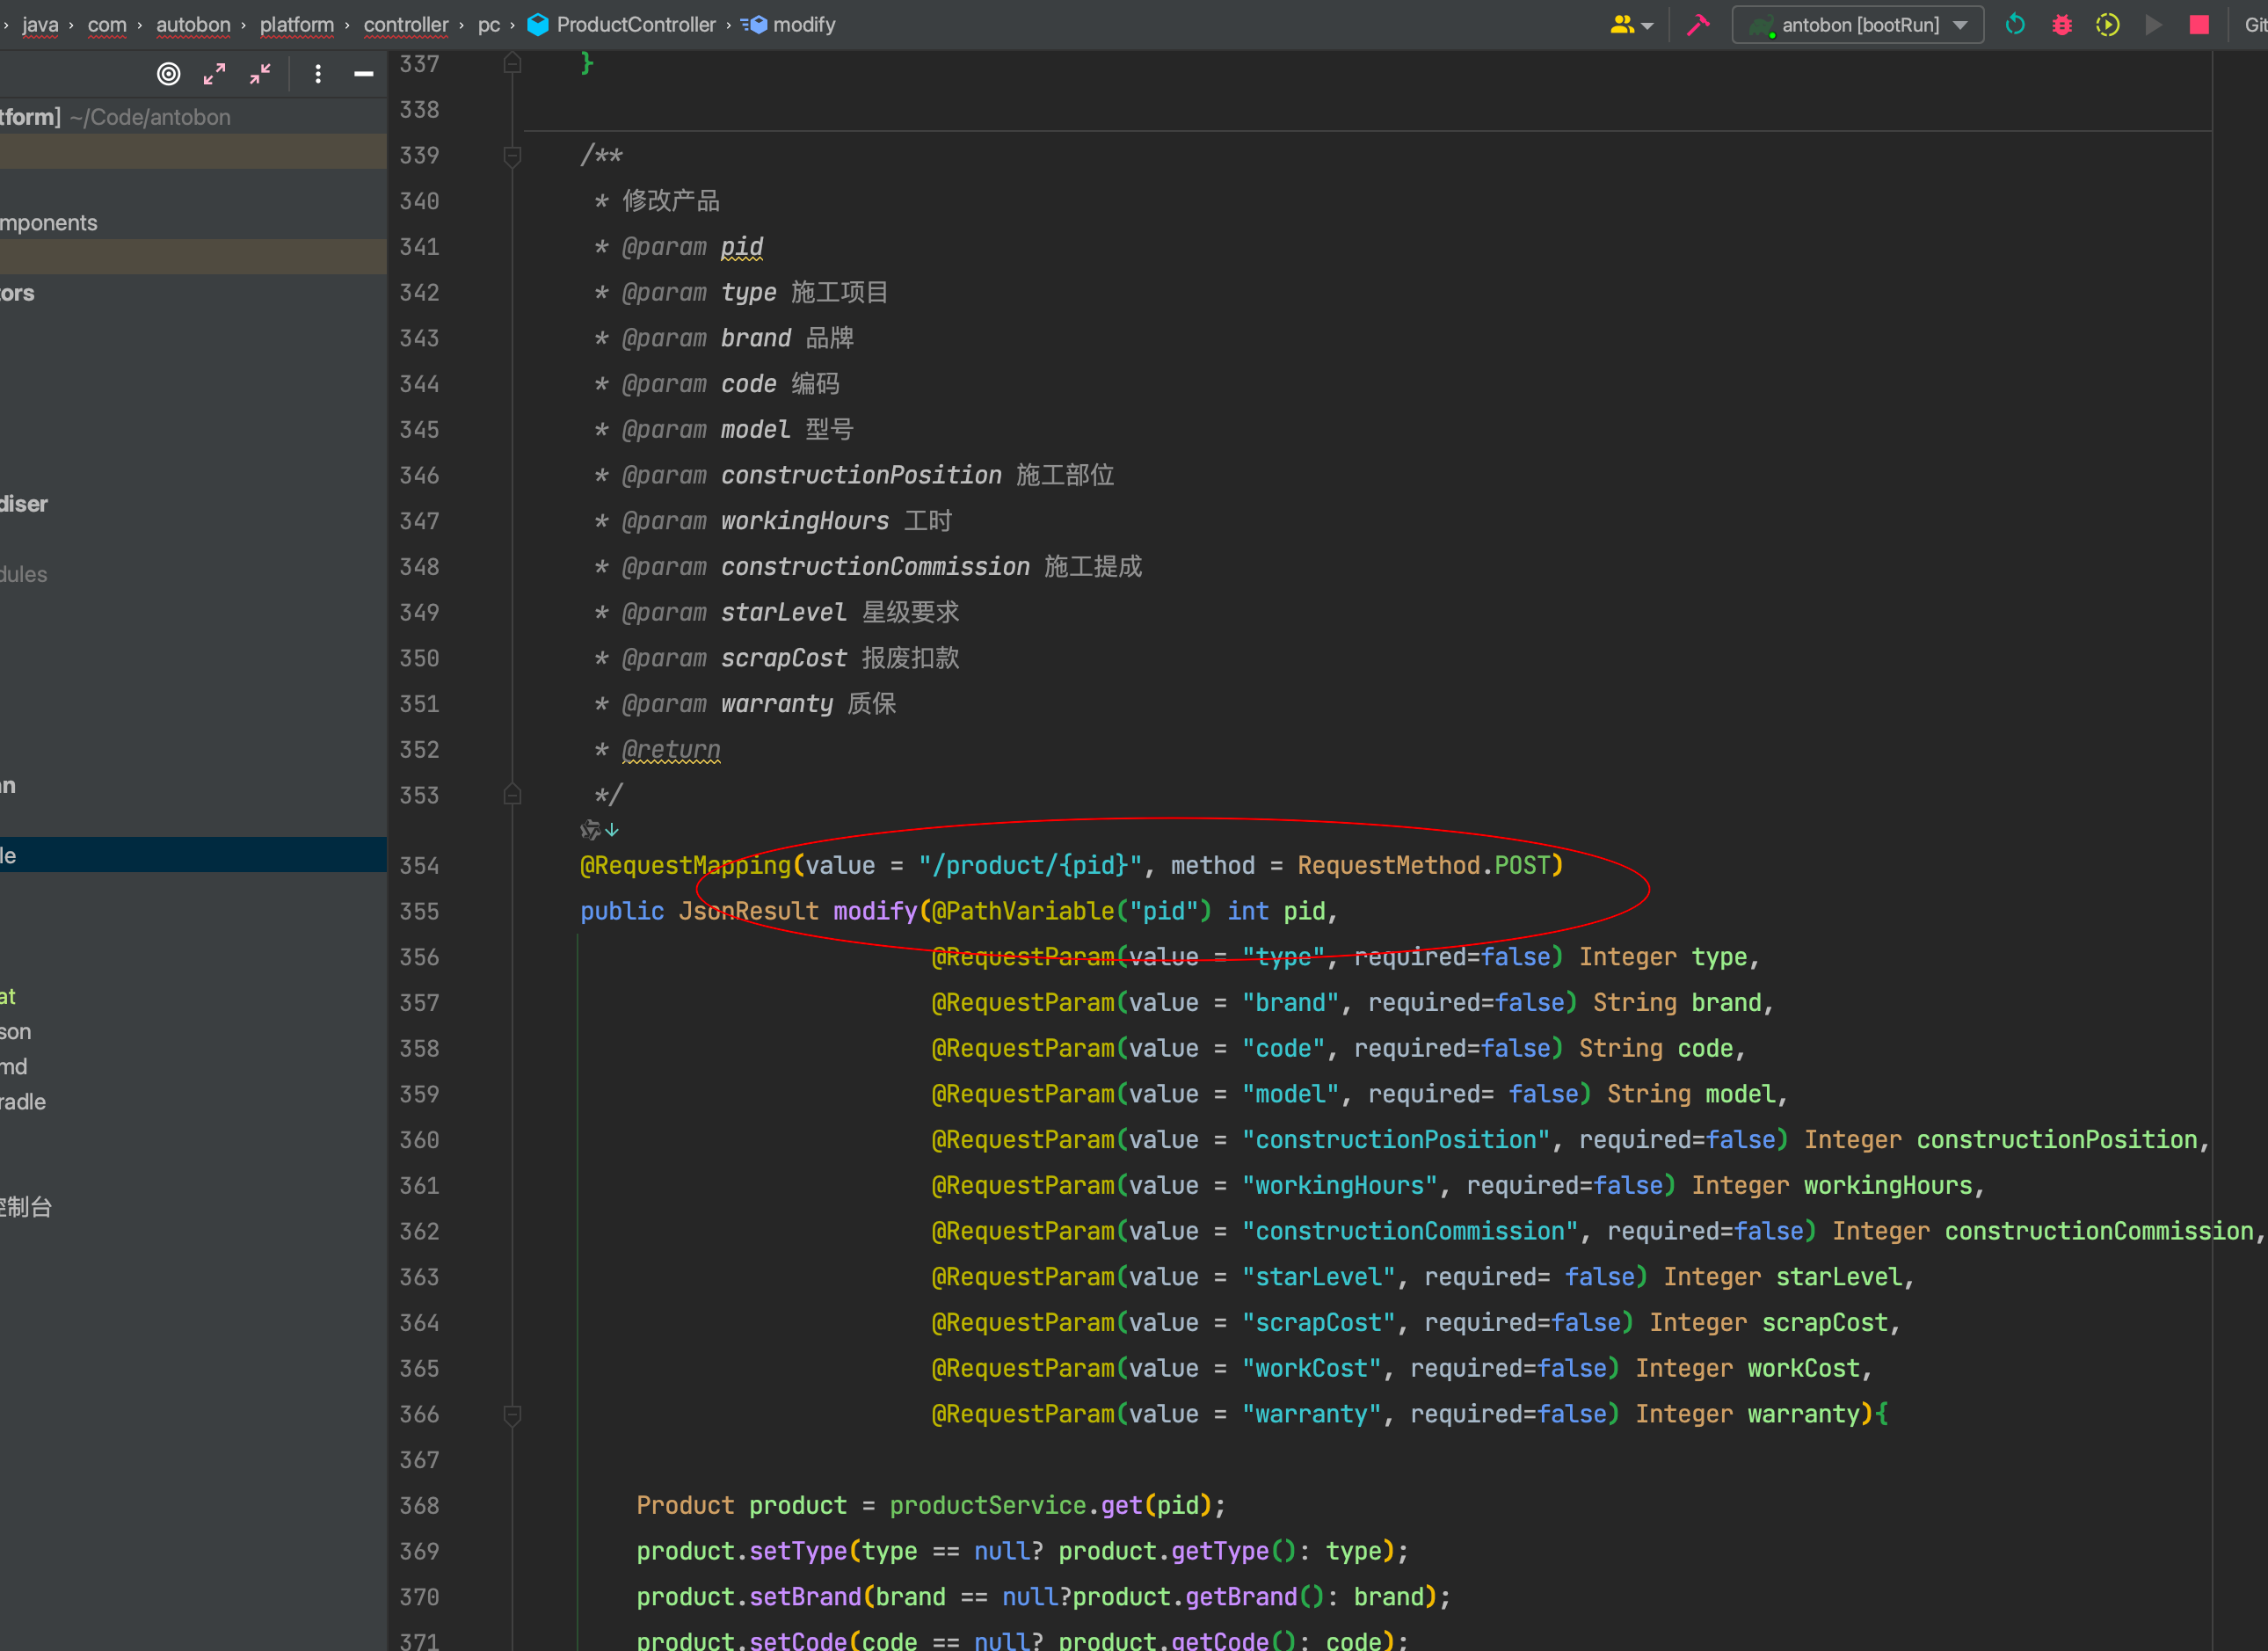 java › com › autobon › platform › controller › pc › ProductController › modify
antobon [bootRun]
tform] ~/Code/antobon
mponents
tors
diser
dules
an
le
at
son
md
radle
控制台
337 }
338
339 /**
340 * 修改产品
341 * @param pid
342 * @param type 施工项目
343 * @param brand 品牌
344 * @param code 编码
345 * @param model 型号
346 * @param constructionPosition 施工部位
347 * @param workingHours 工时
348 * @param constructionCommission 施工提成
349 * @param starLevel 星级要求
350 * @param scrapCost 报废扣款
351 * @param warranty 质保
352 * @return
353 */
354 @RequestMapping(value = "/product/{pid}", method = RequestMethod.POST)
355 public JsonResult modify(@PathVariable("pid") int pid,
356 @RequestParam(value = "type", required=false) Integer type,
357 @RequestParam(value = "brand", required=false) String brand,
358 @RequestParam(value = "code", required=false) String code,
359 @RequestParam(value = "model", required= false) String model,
360 @RequestParam(value = "constructionPosition", required=false) Integer constructionPosition,
361 @RequestParam(value = "workingHours", required=false) Integer workingHours,
362 @RequestParam(value = "constructionCommission", required=false) Integer constructionCommission,
363 @RequestParam(value = "starLevel", required= false) Integer starLevel,
364 @RequestParam(value = "scrapCost", required=false) Integer scrapCost,
365 @RequestParam(value = "workCost", required=false) Integer workCost,
366 @RequestParam(value = "warranty", required=false) Integer warranty){
367
368 Product product = productService.get(pid);
369 product.setType(type == null? product.getType(): type);
370 product.setBrand(brand == null?product.getBrand(): brand);
371 product.setCode(code == null? product.getCode(): code);